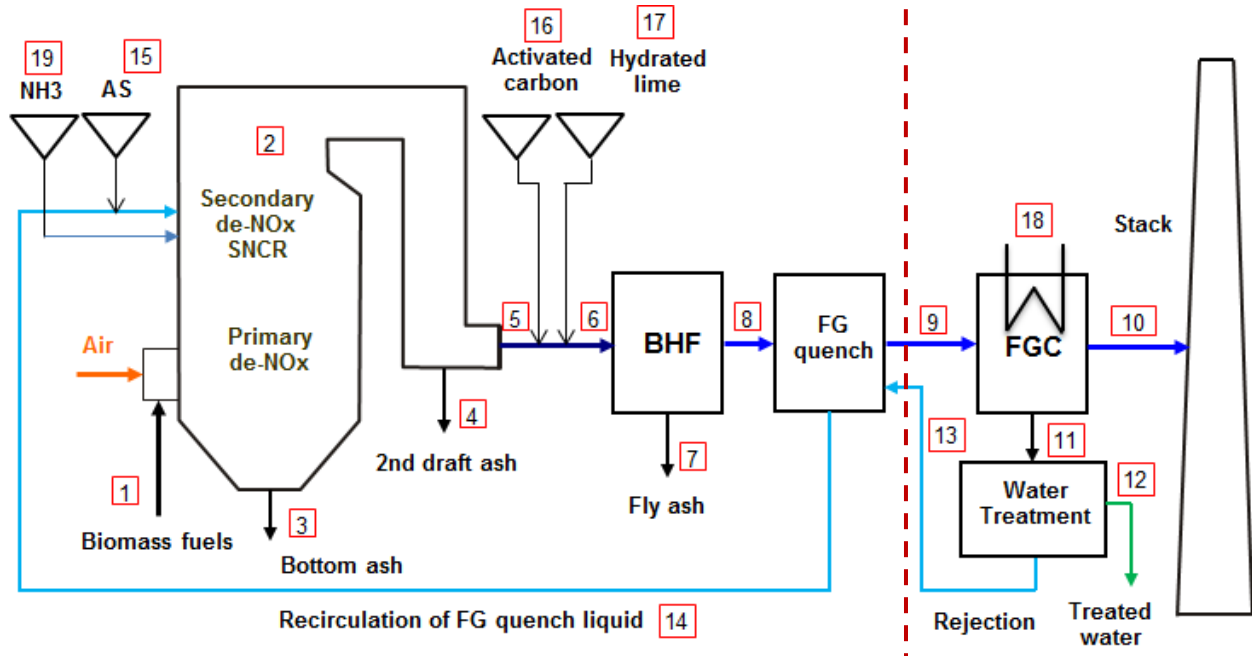 19
NH3
15
AS
16
Activated
carbon
17
Hydrated
lime
2
Secondary
de-NOx
SNCR
Primary
de-NOx
Air
1
Biomass fuels
3
Bottom ash
4
2nd draft ash
5
6
BHF
7
Fly ash
8
FG
quench
9
18
FGC
10
Stack
11
Water
Treatment
12
Treated
water
13
Rejection
Recirculation of FG quench liquid 14